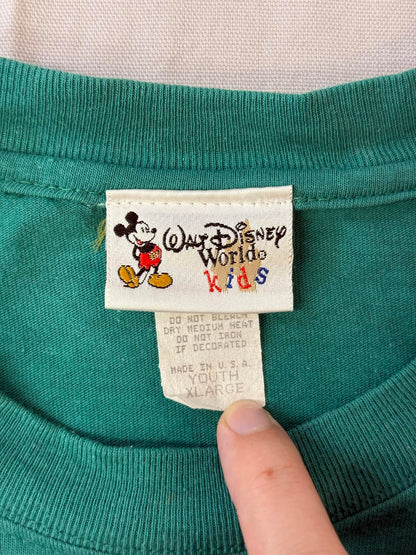 Walt Disney
World®
kids
DO NOT BLEACH
DRY MEDIUM HEAT
DO NOT IRON
IF DECORATED
MADE IN U.S.A.
YOUTH
XLARGE